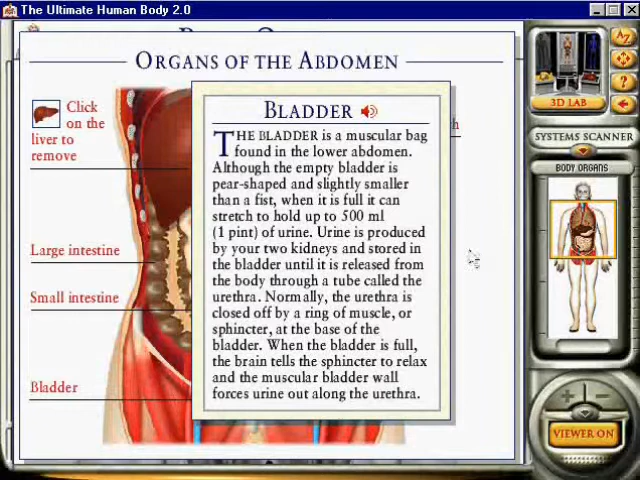 The Ultimate Human Body 2.0
ORGANS OF THE ABDOMEN
Click
on the
liver to
remove
Large intestine
Small intestine
Bladder
BLADDER
THE BLADDER is a muscular bag
found in the lower abdomen.
Although the empty bladder is
pear-shaped and slightly smaller
than a fist, when it is full it can
stretch to hold up to 500 ml
(1 pint) of urine. Urine is produced
by your two kidneys and stored in
the bladder until it is released from
the body through a tube called the
urethra. Normally, the urethra is
closed off by a ring of muscle, or
sphincter, at the base of the
bladder. When the bladder is full,
the brain tells the sphincter to relax
and the muscular bladder wall
forces urine out along the urethra.
A-Z
?
3D LAB
SYSTEMS SCANNER
BODY ORGANS
VIEWER ON